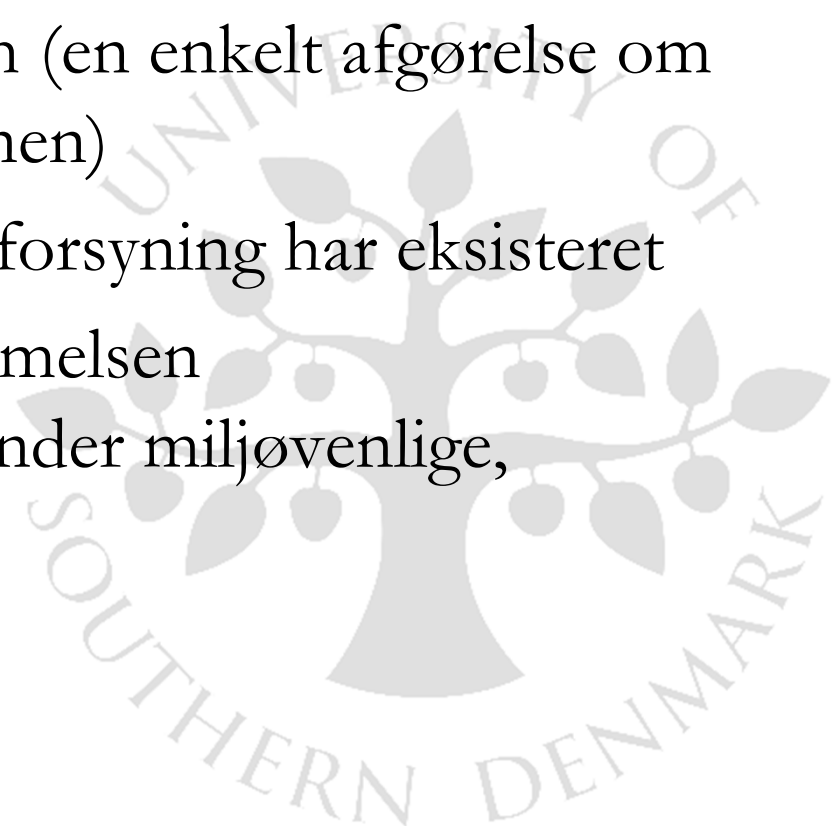 n (en enkelt afgørelse om
nen)
forsyning har eksisteret
melsen
nder miljøvenlige,
UNIVERSITY OF
SOUTHERN DENMARK